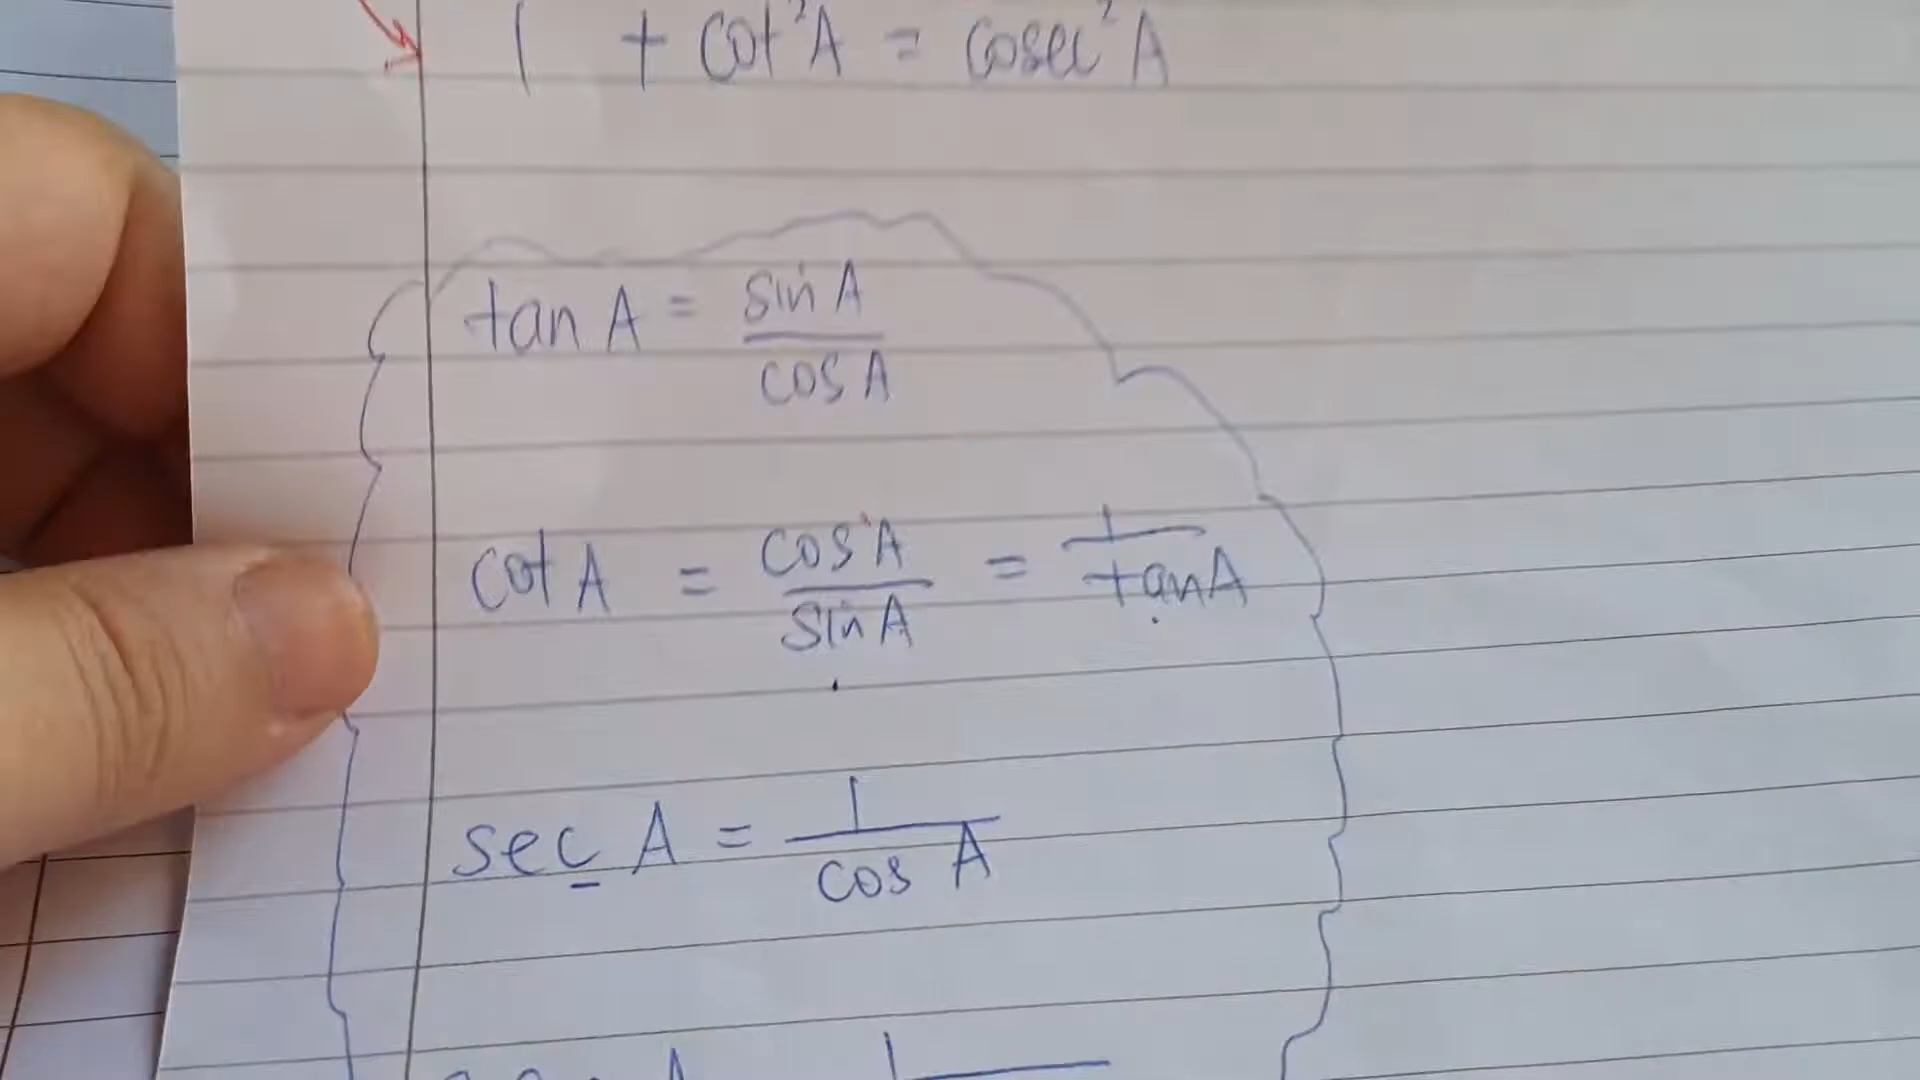 1 + cot²A = cosec²A
tan A = sin A / cos A
cot A = cos A / sin A = 1 / tan A
sec A = 1 / cos A